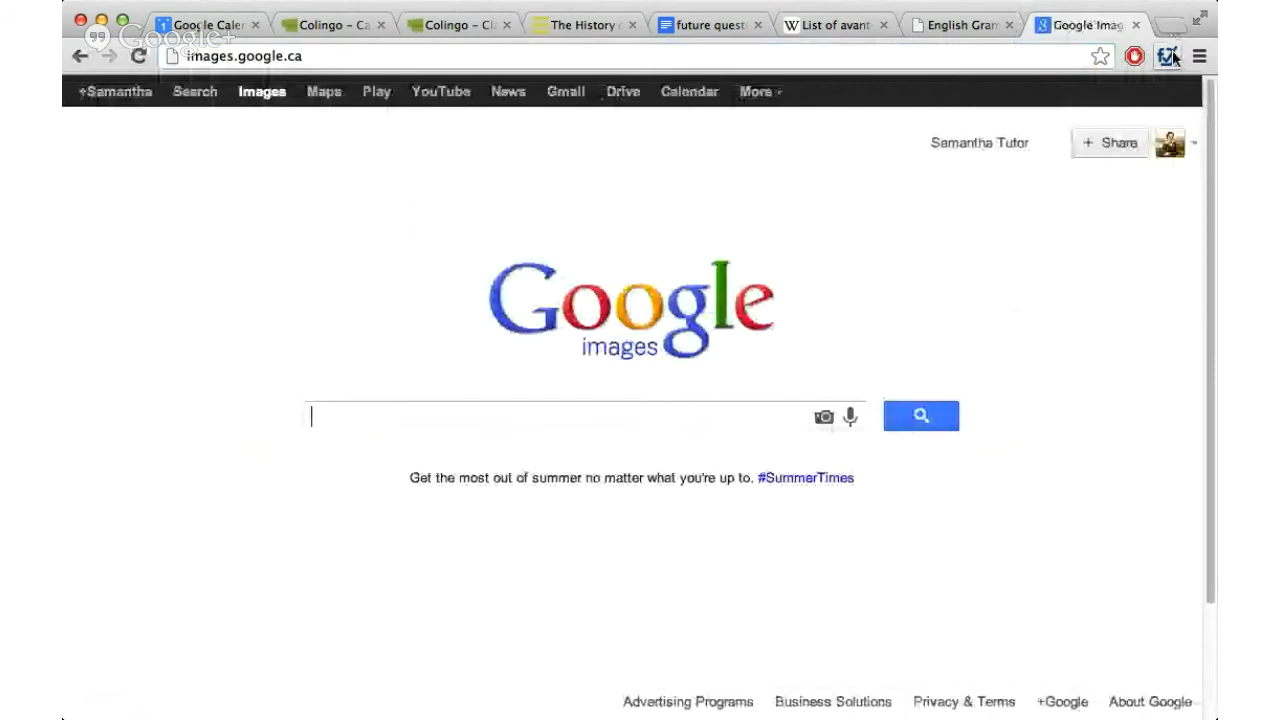 Google Caler
Colingo – Ca
Colingo – Cl
The History
future quest
List of avant
English Gram
Google Imag
Google+
images.google.ca
+Samantha Search Images Maps Play YouTube News Gmail Drive Calendar More
Samantha Tutor
+ Share
Google
images
Get the most out of summer no matter what you're up to. #SummerTimes
Advertising Programs Business Solutions Privacy & Terms +Google About Google